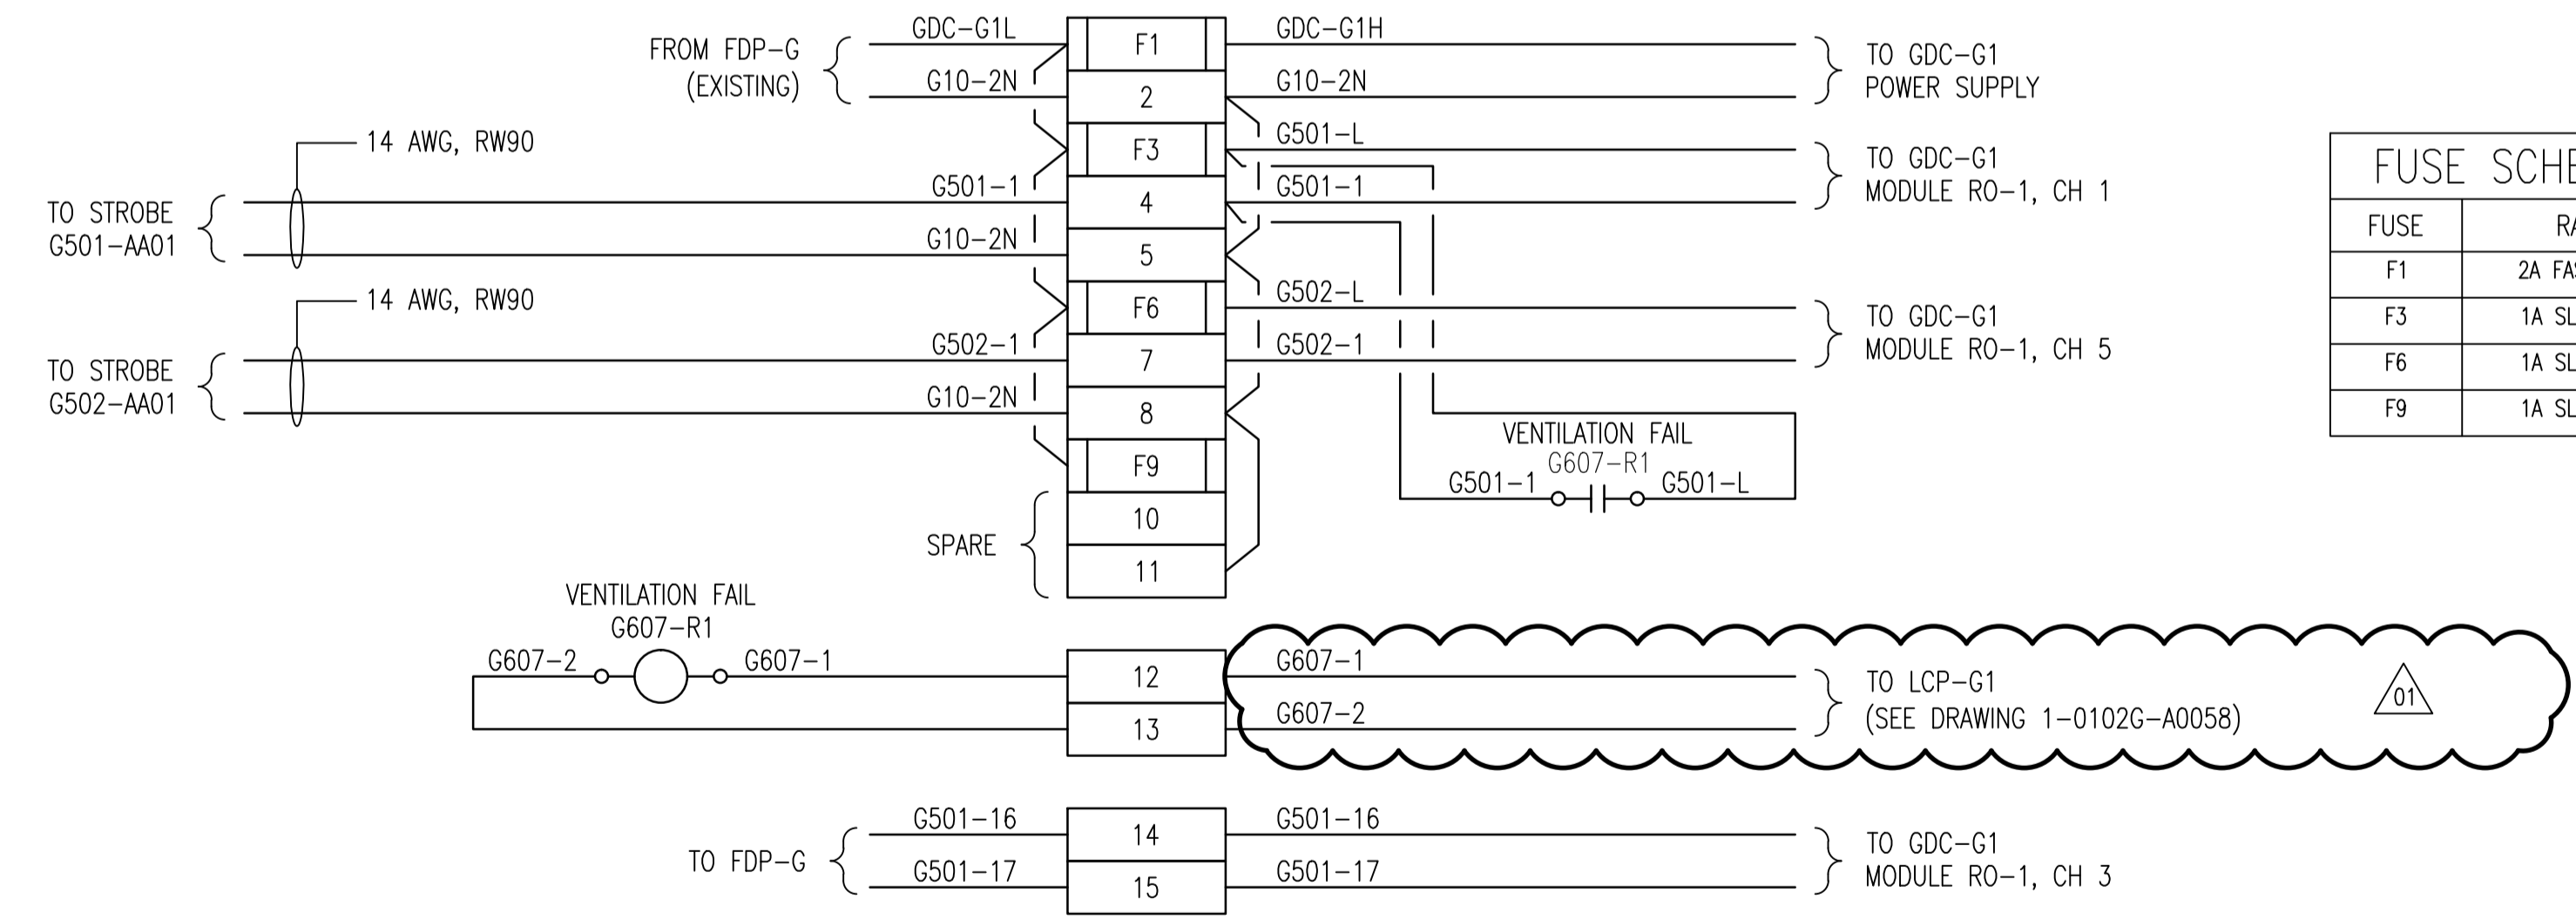 FROM FDP-G
(EXISTING)
GDC-G1L
F1
GDC-G1H
G10-2N
2
G10-2N
TO GDC-G1
POWER SUPPLY
14 AWG, RW90
F3
G501-L
TO STROBE
G501-AA01
G501-1
4
G501-1
TO GDC-G1
MODULE RO-1, CH 1
G10-2N
5
14 AWG, RW90
F6
G502-L
TO STROBE
G502-AA01
G502-1
7
G502-1
TO GDC-G1
MODULE RO-1, CH 5
G10-2N
8
F9
VENTILATION FAIL
G607-R1
G501-1
G501-L
SPARE
10
11
FUSE SCHE
FUSE
RA
F1
2A FAS
F3
1A SL
F6
1A SL
F9
1A SL
VENTILATION FAIL
G607-R1
G607-2
G607-1
12
G607-1
13
G607-2
TO LCP-G1
(SEE DRAWING 1-0102G-A0058)
01
TO FDP-G
G501-16
14
G501-16
G501-17
15
G501-17
TO GDC-G1
MODULE RO-1, CH 3